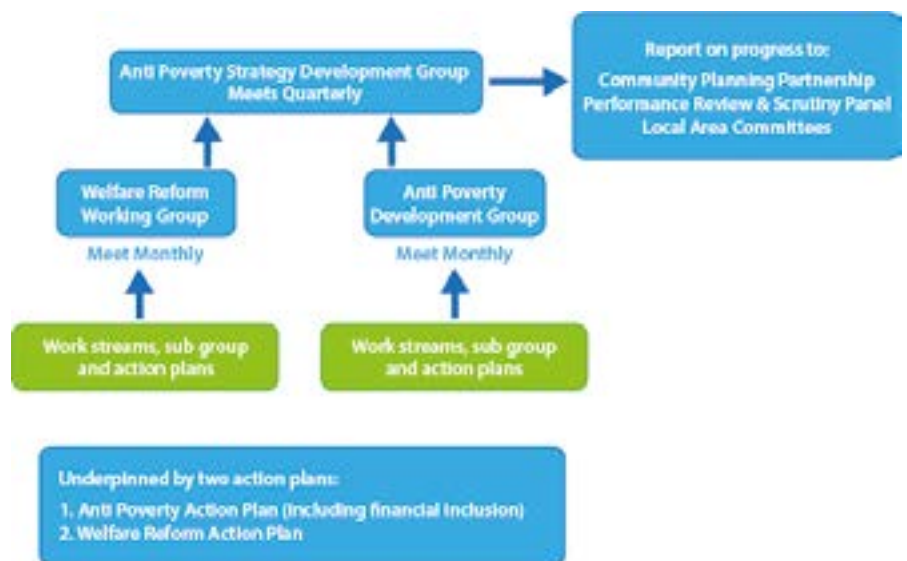 Anti Poverty Strategy Development Group
Meets Quarterly
Report on progress to:
Community Planning Partnership
Performance Review & Scrutiny Panel
Local Area Committees
Welfare Reform
Working Group
Meet Monthly
Anti Poverty
Development Group
Meet Monthly
Work streams, sub group
and action plans
Work streams, sub group
and action plans
Underpinned by two action plans:
1. Anti Poverty Action Plan (including financial inclusion)
2. Welfare Reform Action Plan